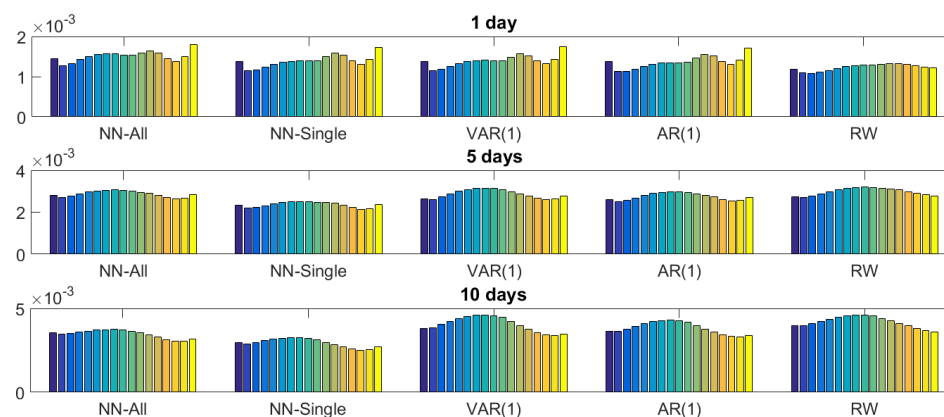 1 day
×10-3
2
1
0
NN-All NN-Single VAR(1) AR(1) RW
5 days
×10-3
4
2
0
NN-All NN-Single VAR(1) AR(1) RW
10 days
×10-3
5
0
NN-All NN-Single VAR(1) AR(1) RW